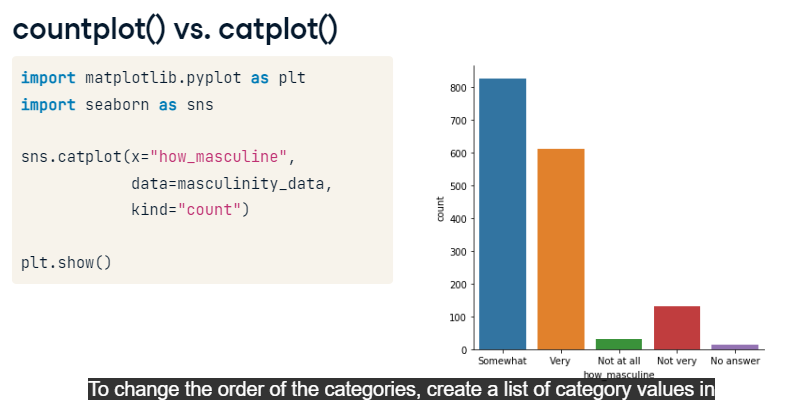 countplot() vs. catplot()
import matplotlib.pyplot as plt
import seaborn as sns
sns.catplot(x="how_masculine",
data=masculinity_data,
kind="count")
plt.show()
800
700
600
500
400
300
200
100
0
count
Somewhat Very Not at all Not very No answer
how_masculine
To change the order of the categories, create a list of category values in